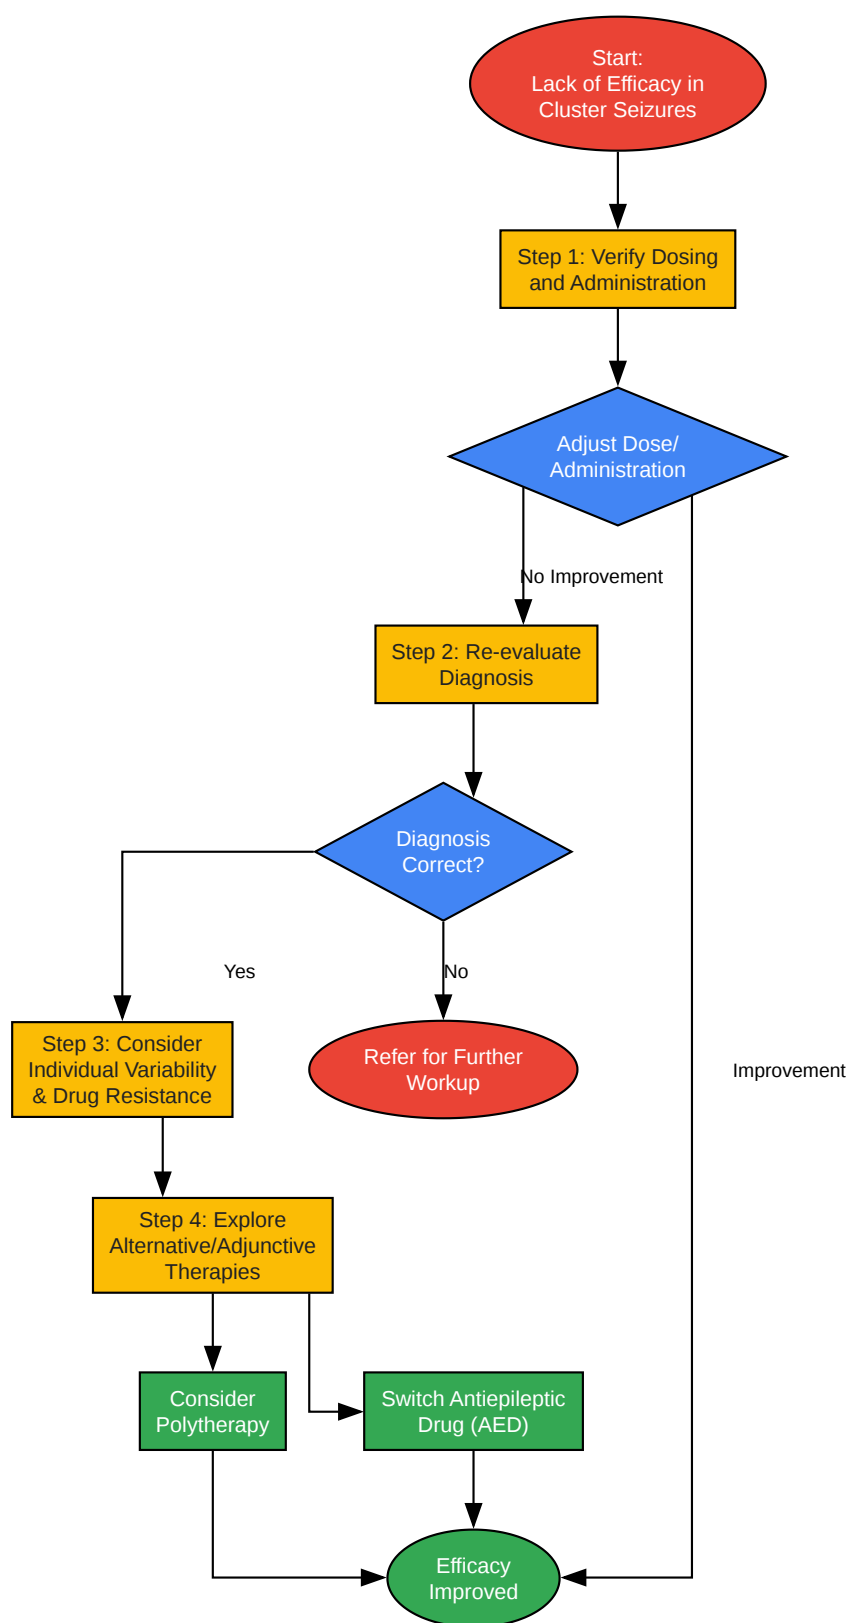 Start:
Lack of Efficacy in
Cluster Seizures
Step 1: Verify Dosing
and Administration
Adjust Dose/
Administration
No Improvement
Step 2: Re-evaluate
Diagnosis
Diagnosis
Correct?
Yes
No
Step 3: Consider
Individual Variability
& Drug Resistance
Refer for Further
Workup
Improvement
Step 4: Explore
Alternative/Adjunctive
Therapies
Consider
Polytherapy
Switch Antiepileptic
Drug (AED)
Efficacy
Improved